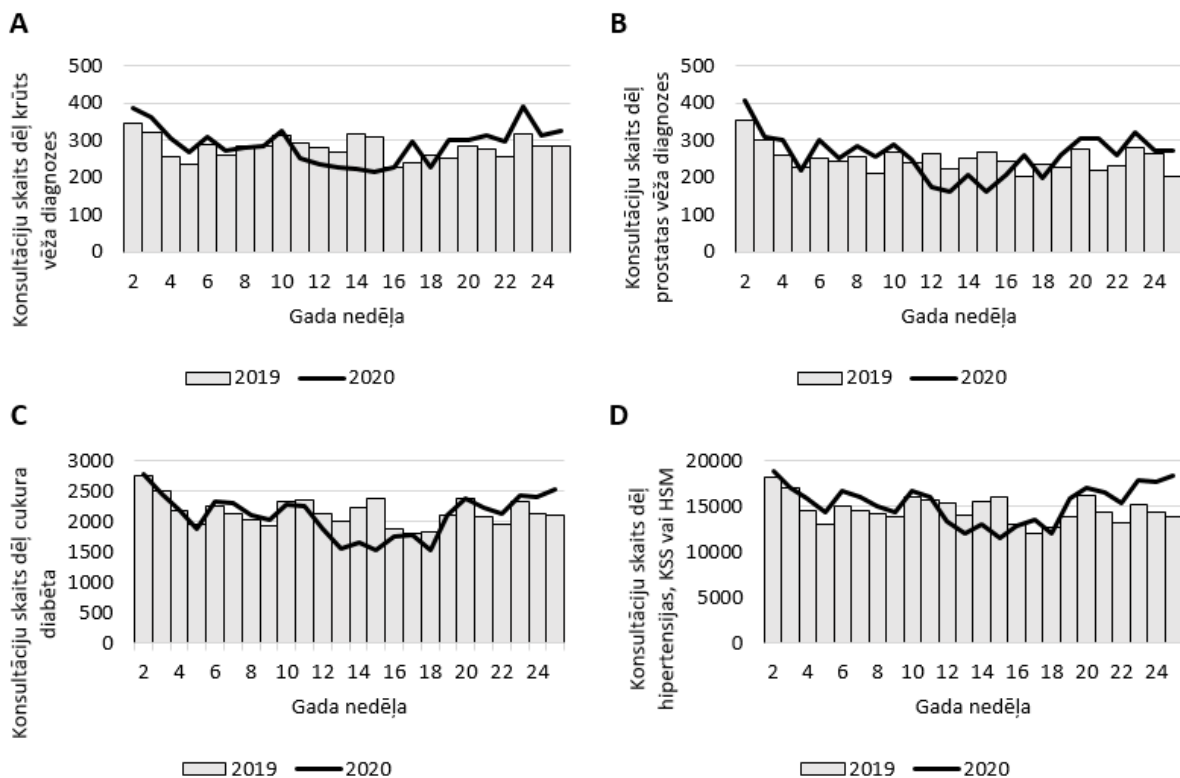 A
Konsultāciju skaits dēļ krūts
vēža diagnozes
500
400
300
200
100
0
2 4 6 8 10 12 14 16 18 20 22 24
Gada nedēļa
2019 2020
B
Konsultāciju skaits dēļ
prostatas vēža diagnozes
500
400
300
200
100
0
2 4 6 8 10 12 14 16 18 20 22 24
Gada nedēļa
2019 2020
C
Konsultāciju skaits dēļ cukura
diabēta
3000
2500
2000
1500
1000
500
0
2 4 6 8 10 12 14 16 18 20 22 24
Gada nedēļa
2019 2020
D
Konsultāciju skaits dēļ
hipertensijas, KSS vai HSM
20000
15000
10000
5000
0
2 4 6 8 10 12 14 16 18 20 22 24
Gada nedēļa
2019 2020